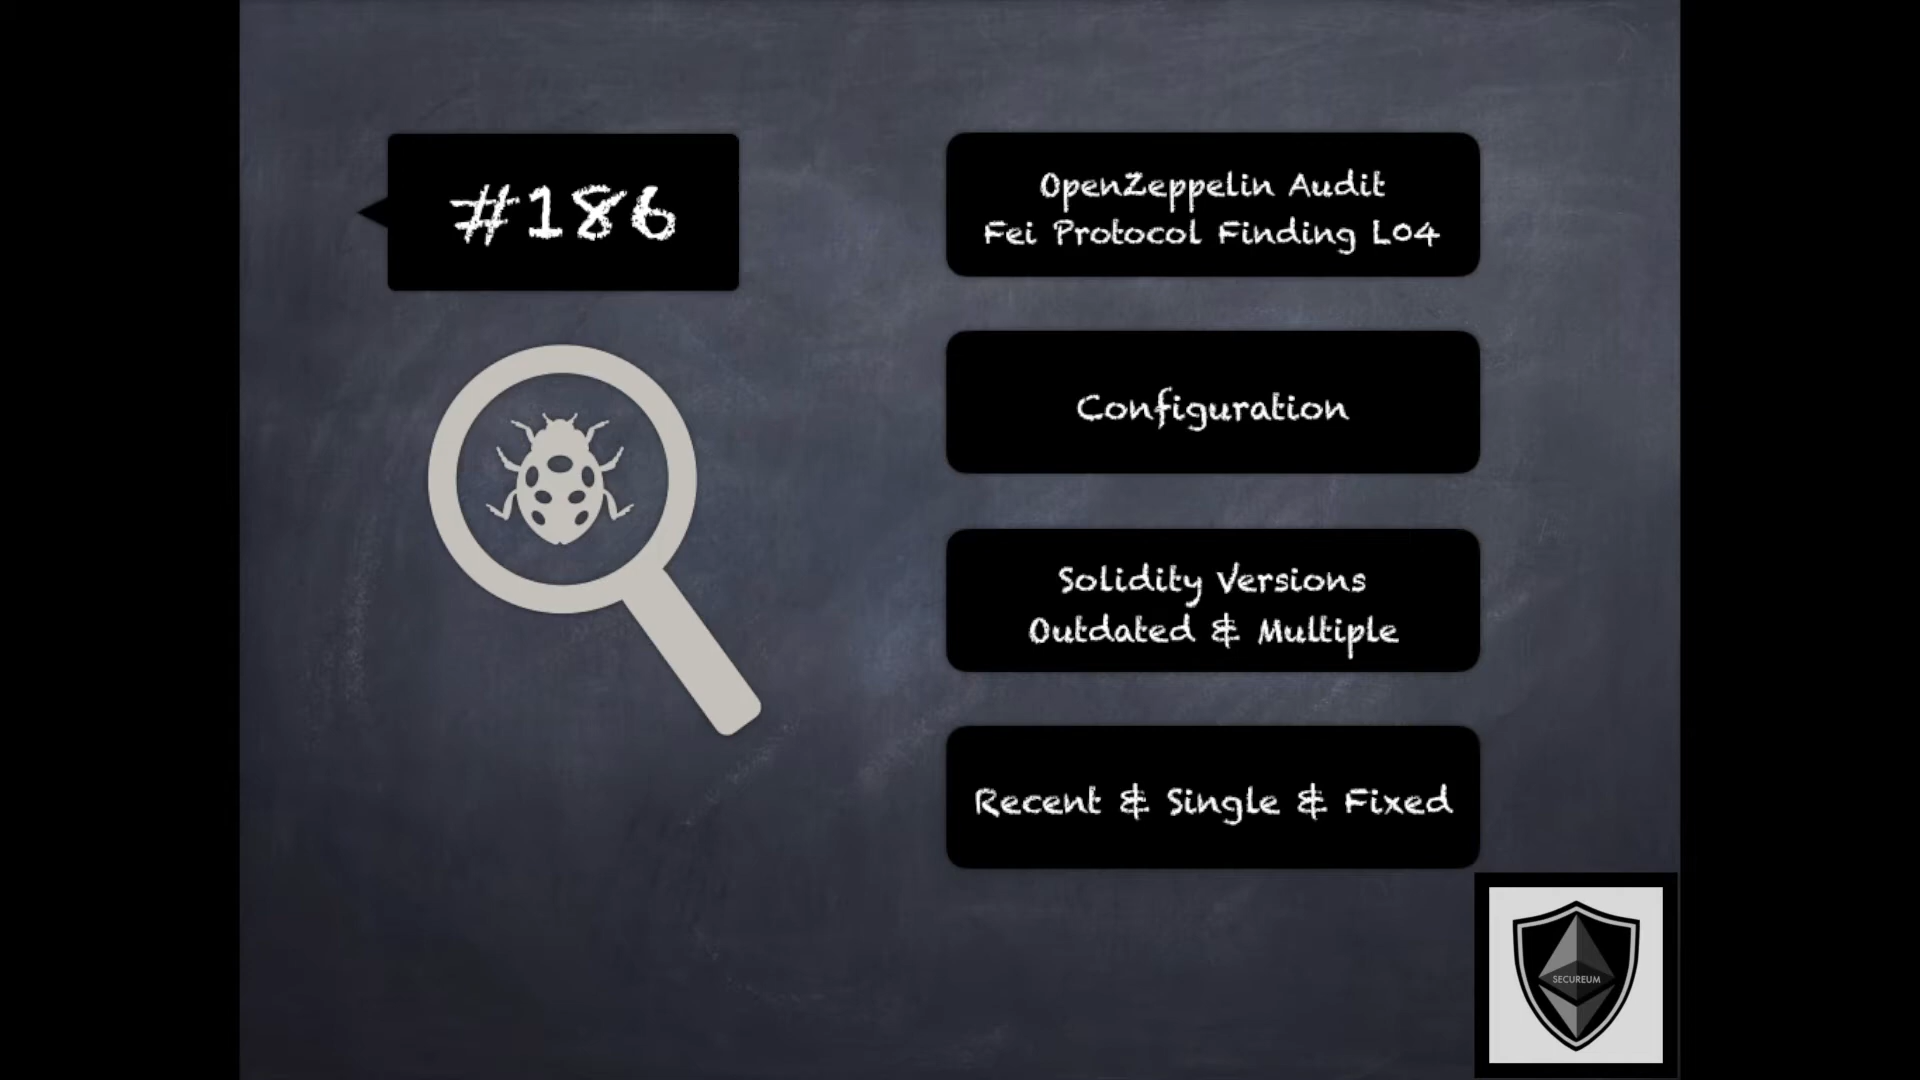 #186
OpenZeppelin Audit
Fei Protocol Finding L04
Configuration
Solidity Versions
Outdated & Multiple
Recent & Single & Fixed
SECUREUM